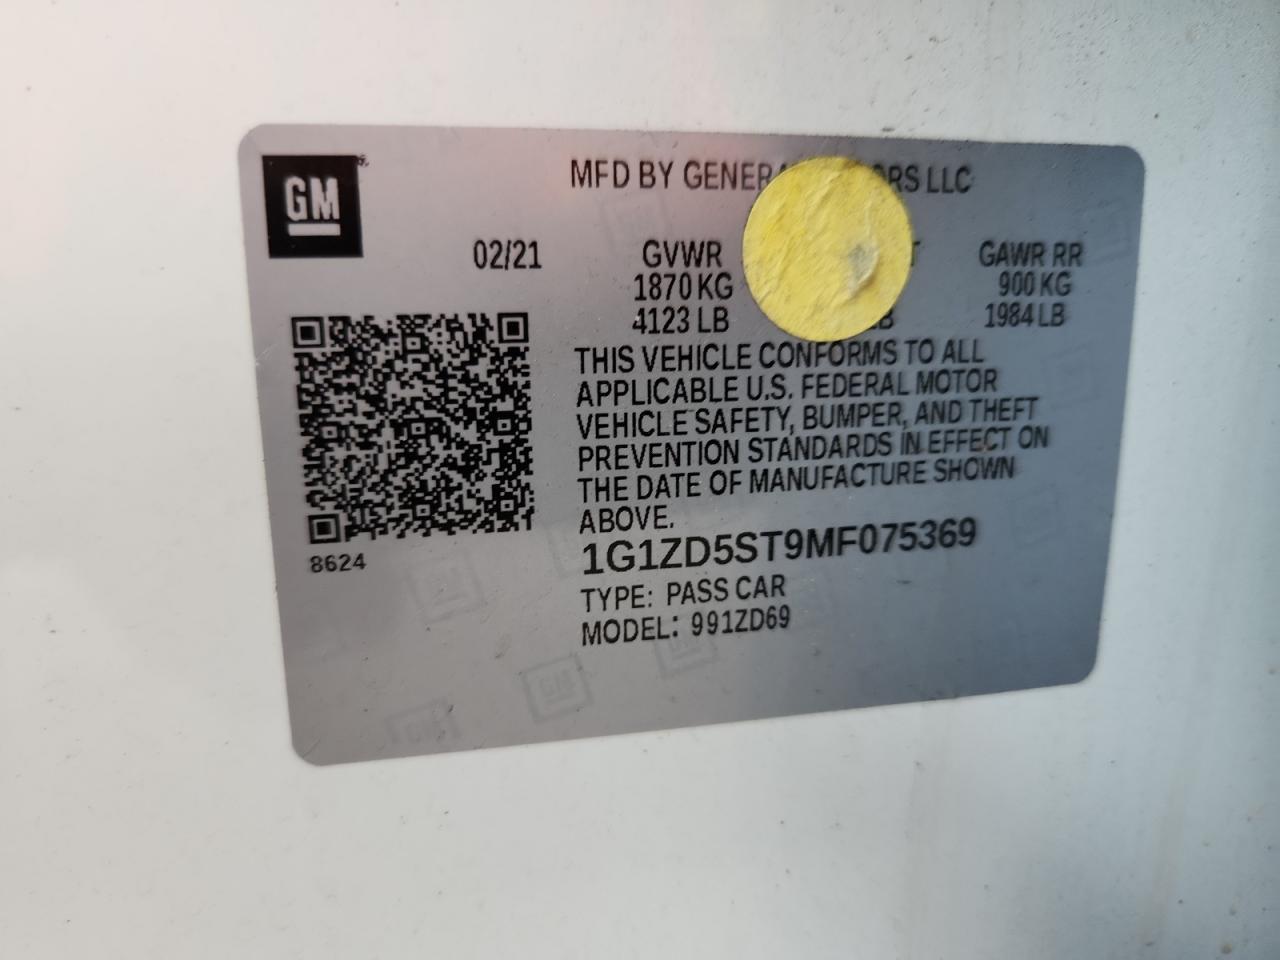 GM
MFD BY GENERA RS LLC
02/21 GVWR T GAWR RR
1870 KG 900 KG
4123 LB B 1984 LB
THIS VEHICLE CONFORMS TO ALL
APPLICABLE U.S. FEDERAL MOTOR
VEHICLE SAFETY, BUMPER, AND THEFT
PREVENTION STANDARDS IN EFFECT ON
THE DATE OF MANUFACTURE SHOWN
ABOVE.
8624
1G1ZD5ST9MF075369
TYPE: PASS CAR
MODEL: 991ZD69